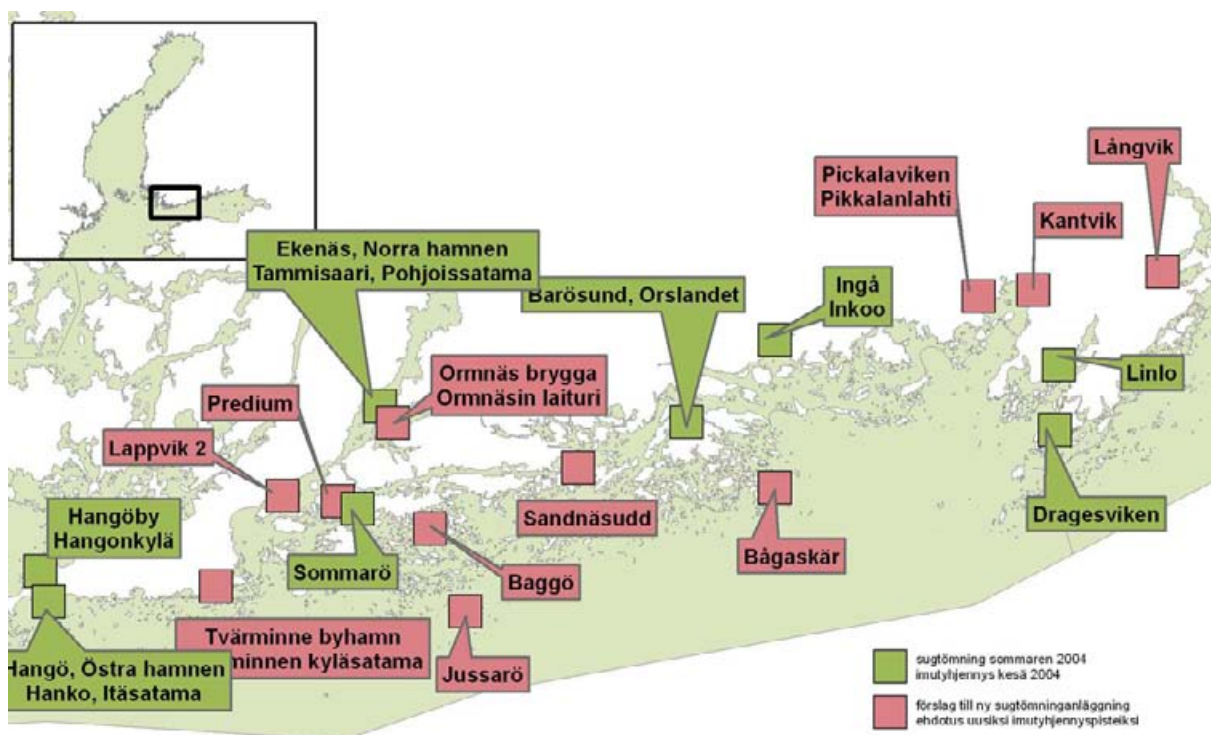 Långvik
Pickalaviken
Pikkalanlahti
Kantvik
Ekenäs, Norra hamnen
Tammisaari, Pohjoissatama
Barösund, Orslandet
Ingå
Inkoo
Ormnäs brygga
Ormnäsin laituri
Linlo
Predium
Lappvik 2
Hangöby
Hangonkylä
Sandnäsudd
Dragesviken
Bågaskär
Sommarö
Baggö
Tvärminne byhamn
minnen kyläsatama
Jussarö
Hangö, Östra hamnen
Hanko, Itäsatama
sugtömning sommaren 2004
imutyhjennys kesä 2004
förslag till ny sugtömninganläggning
ehdotus uusiksi imutyhjennyspisteiksi